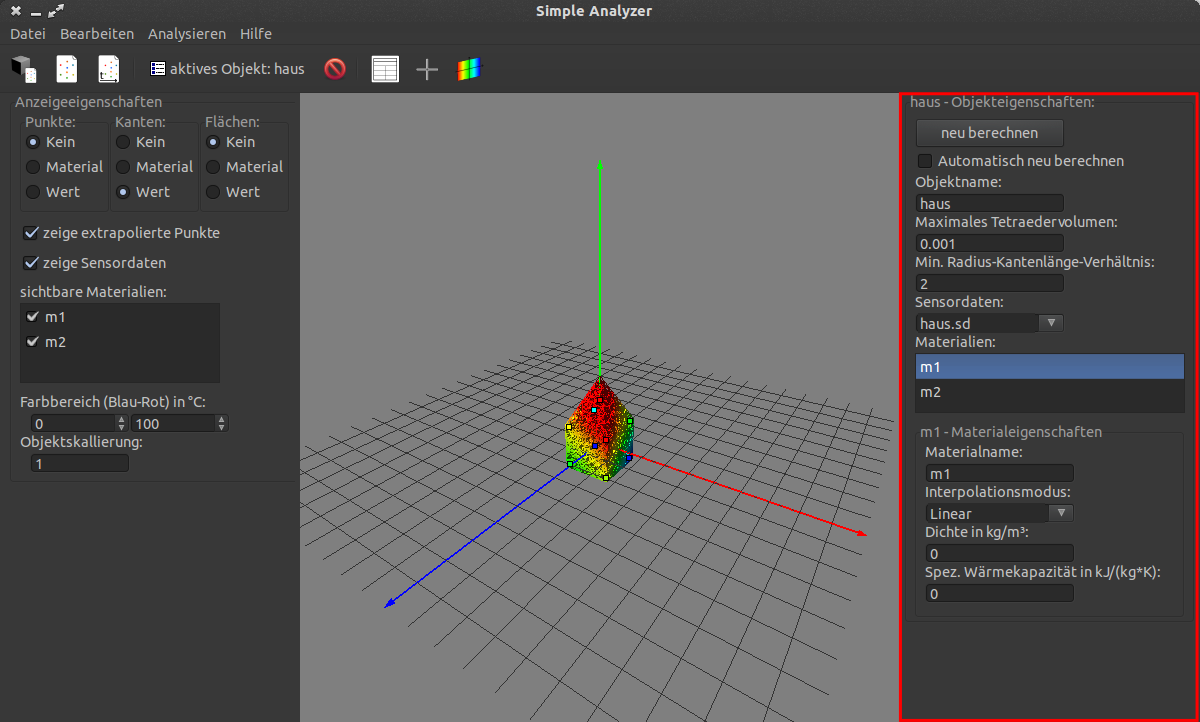 Simple Analyzer
Datei Bearbeiten Analysieren Hilfe
t
aktives Objekt: haus
Anzeigeeigenschaften
Punkte: Kanten: Flächen:
Kein Kein Kein
Material Material Material
Wert Wert Wert
zeige extrapolierte Punkte
zeige Sensordaten
sichtbare Materialien:
m1
m2
Farbbereich (Blau-Rot) in °C:
0 100
Objektskallierung:
1
haus - Objekteigenschaften:
neu berechnen
Automatisch neu berechnen
Objektname:
haus
Maximales Tetraedervolumen:
0.001
Min. Radius-Kantenlänge-Verhältnis:
2
Sensordaten:
haus.sd
Materialien:
m1
m2
m1 - Materialeigenschaften
Materialname:
m1
Interpolationsmodus:
Linear
Dichte in kg/m³:
0
Spez. Wärmekapazität in kJ/(kg*K):
0